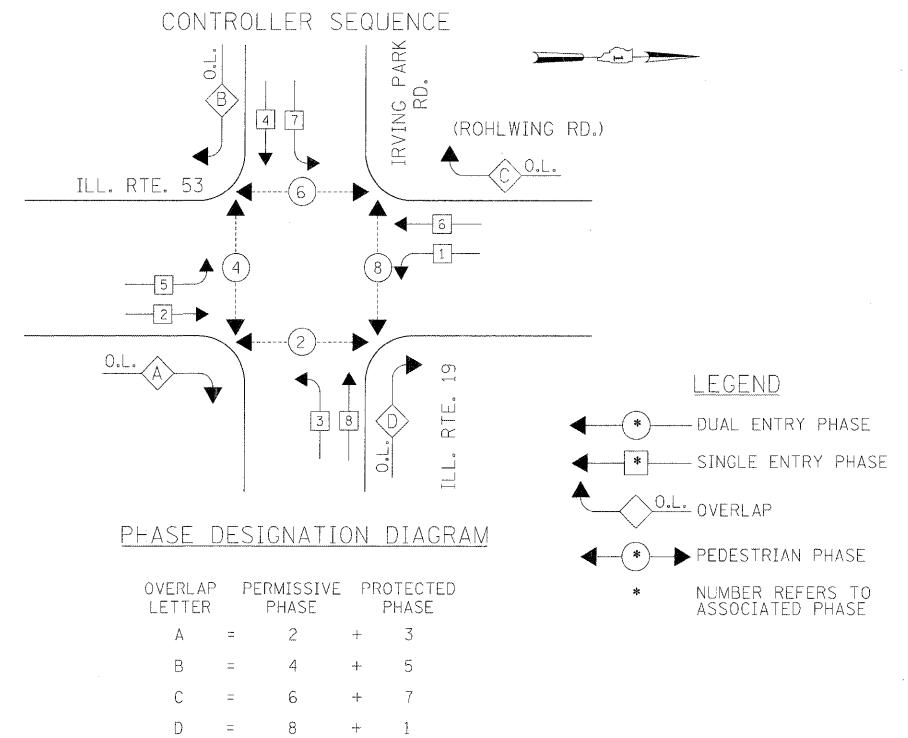 CONTROLLER SEQUENCE
O.L.
B
4
7
IRVING PARK
RD.
(ROHLWING RD.)
C
O.L.
ILL. RTE. 53
6
6
1
4
8
5
2
2
O.L.
A
3
8
D
O.L.
ILL. RTE. 19
LEGEND
* DUAL ENTRY PHASE
* SINGLE ENTRY PHASE
O.L. OVERLAP
* PEDESTRIAN PHASE
* NUMBER REFERS TO
ASSOCIATED PHASE
PHASE DESIGNATION DIAGRAM
OVERLAP PERMISSIVE PROTECTED
LETTER PHASE PHASE
A = 2 + 3
B = 4 + 5
C = 6 + 7
D = 8 + 1